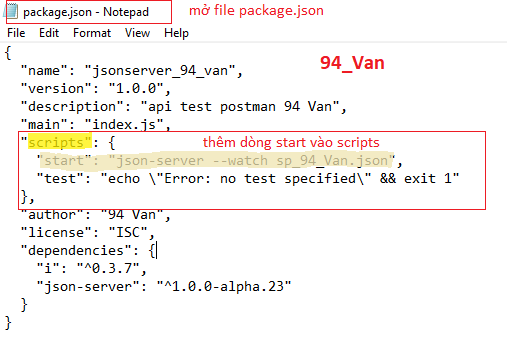 package.json - Notepad
mở file package.json
File Edit Format View Help
94_Van
{
"name": "jsonserver_94_van",
"version": "1.0.0",
"description": "api test postman 94 Van",
"main": "index.js",
"scripts": {
thêm dòng start vào scripts
"start": "json-server --watch sp_94_Van.json",
"test": "echo \"Error: no test specified\" && exit 1"
},
"author": "94 Van",
"license": "ISC",
"dependencies": {
"i": "^0.3.7",
"json-server": "^1.0.0-alpha.23"
}
}